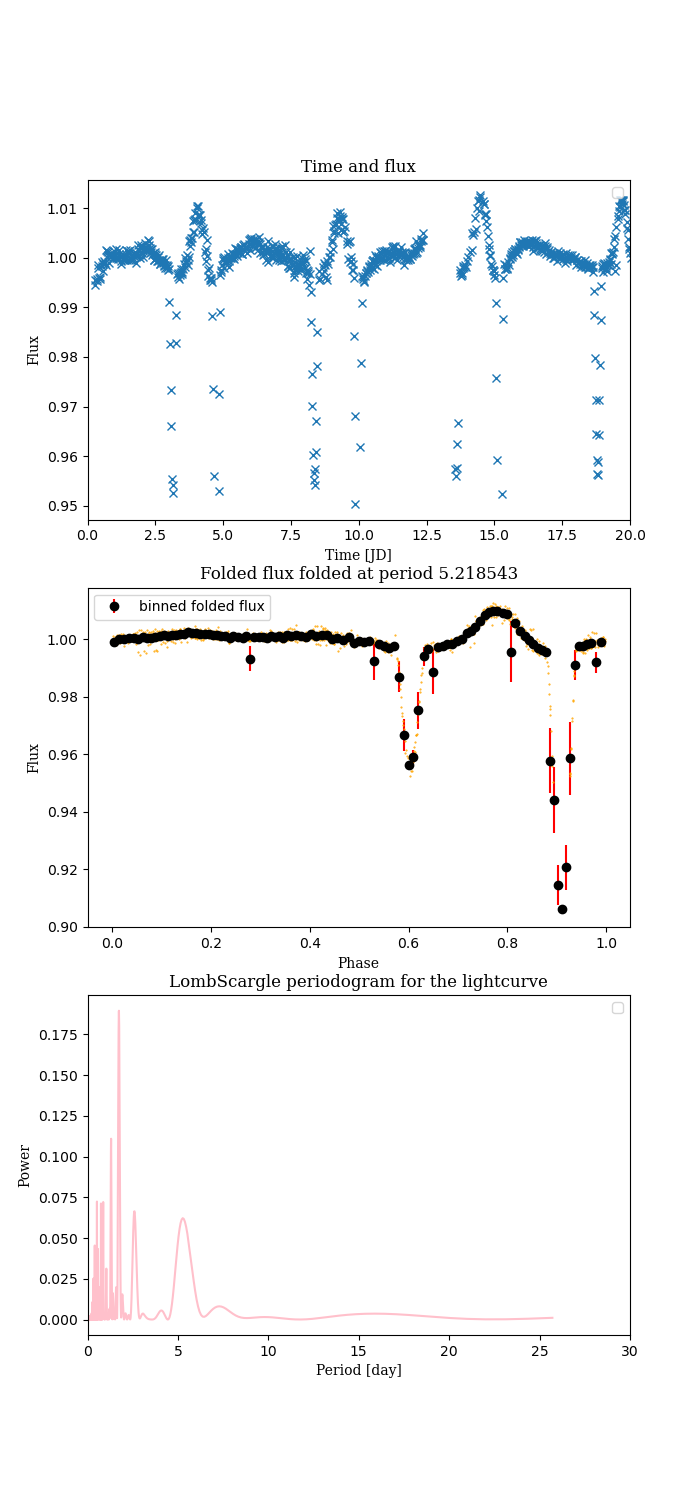 Time and flux
1.01
1.00
0.99
0.98
0.97
0.96
0.95
Flux
0.0 2.5 5.0 7.5 10.0 12.5 15.0 17.5 20.0
Time [JD]
Folded flux folded at period 5.218543
binned folded flux
1.00
0.98
0.96
0.94
0.92
0.90
Flux
0.0 0.2 0.4 0.6 0.8 1.0
Phase
LombScargle periodogram for the lightcurve
0.175
0.150
0.125
0.100
0.075
0.050
0.025
0.000
Power
0 5 10 15 20 25 30
Period [day]